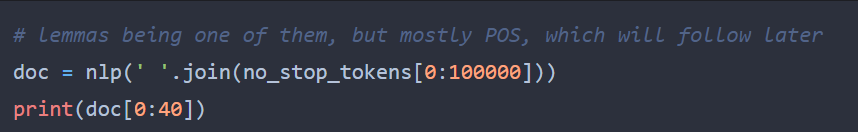 # lemmas being one of them, but mostly POS, which will follow later
doc = nlp(' '.join(no_stop_tokens[0:100000]))
print(doc[0:40])